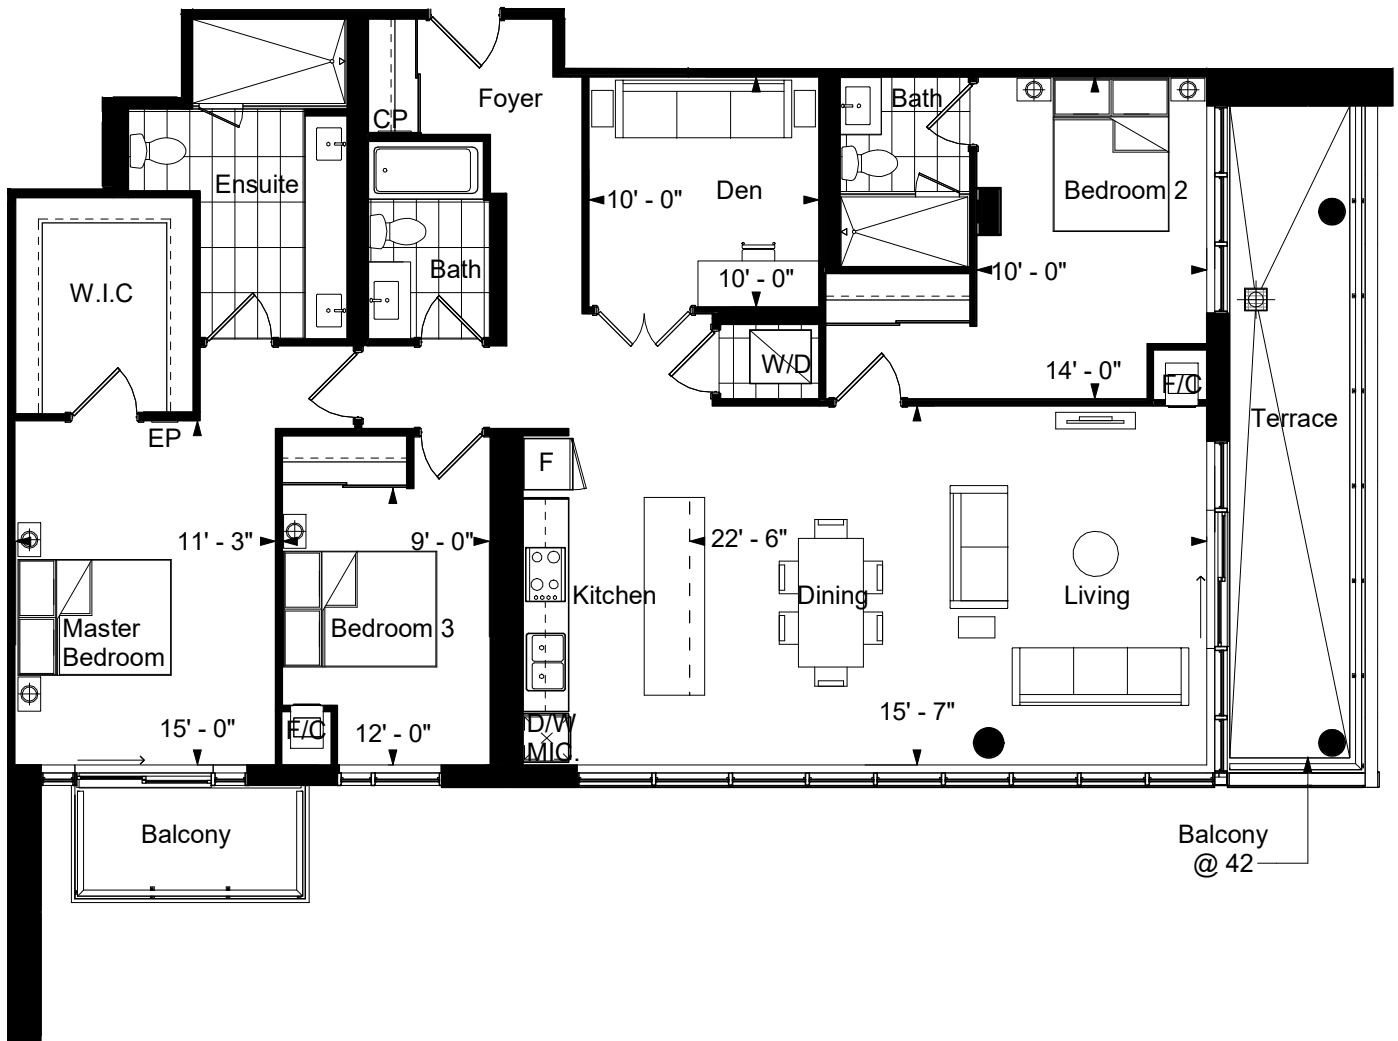 Foyer
Bath
CP
Ensuite
10' - 0"
Den
Bedroom 2
Bath
10' - 0"
10' - 0"
W.I.C
W/D
14' - 0"
F/C
Terrace
EP
F
11' - 3"
9' - 0"
22' - 6"
Kitchen
Dining
Living
Master
Bedroom
Bedroom 3
15' - 0"
F/C
12' - 0"
D/W
MIC.
15' - 7"
Balcony
Balcony
@ 42